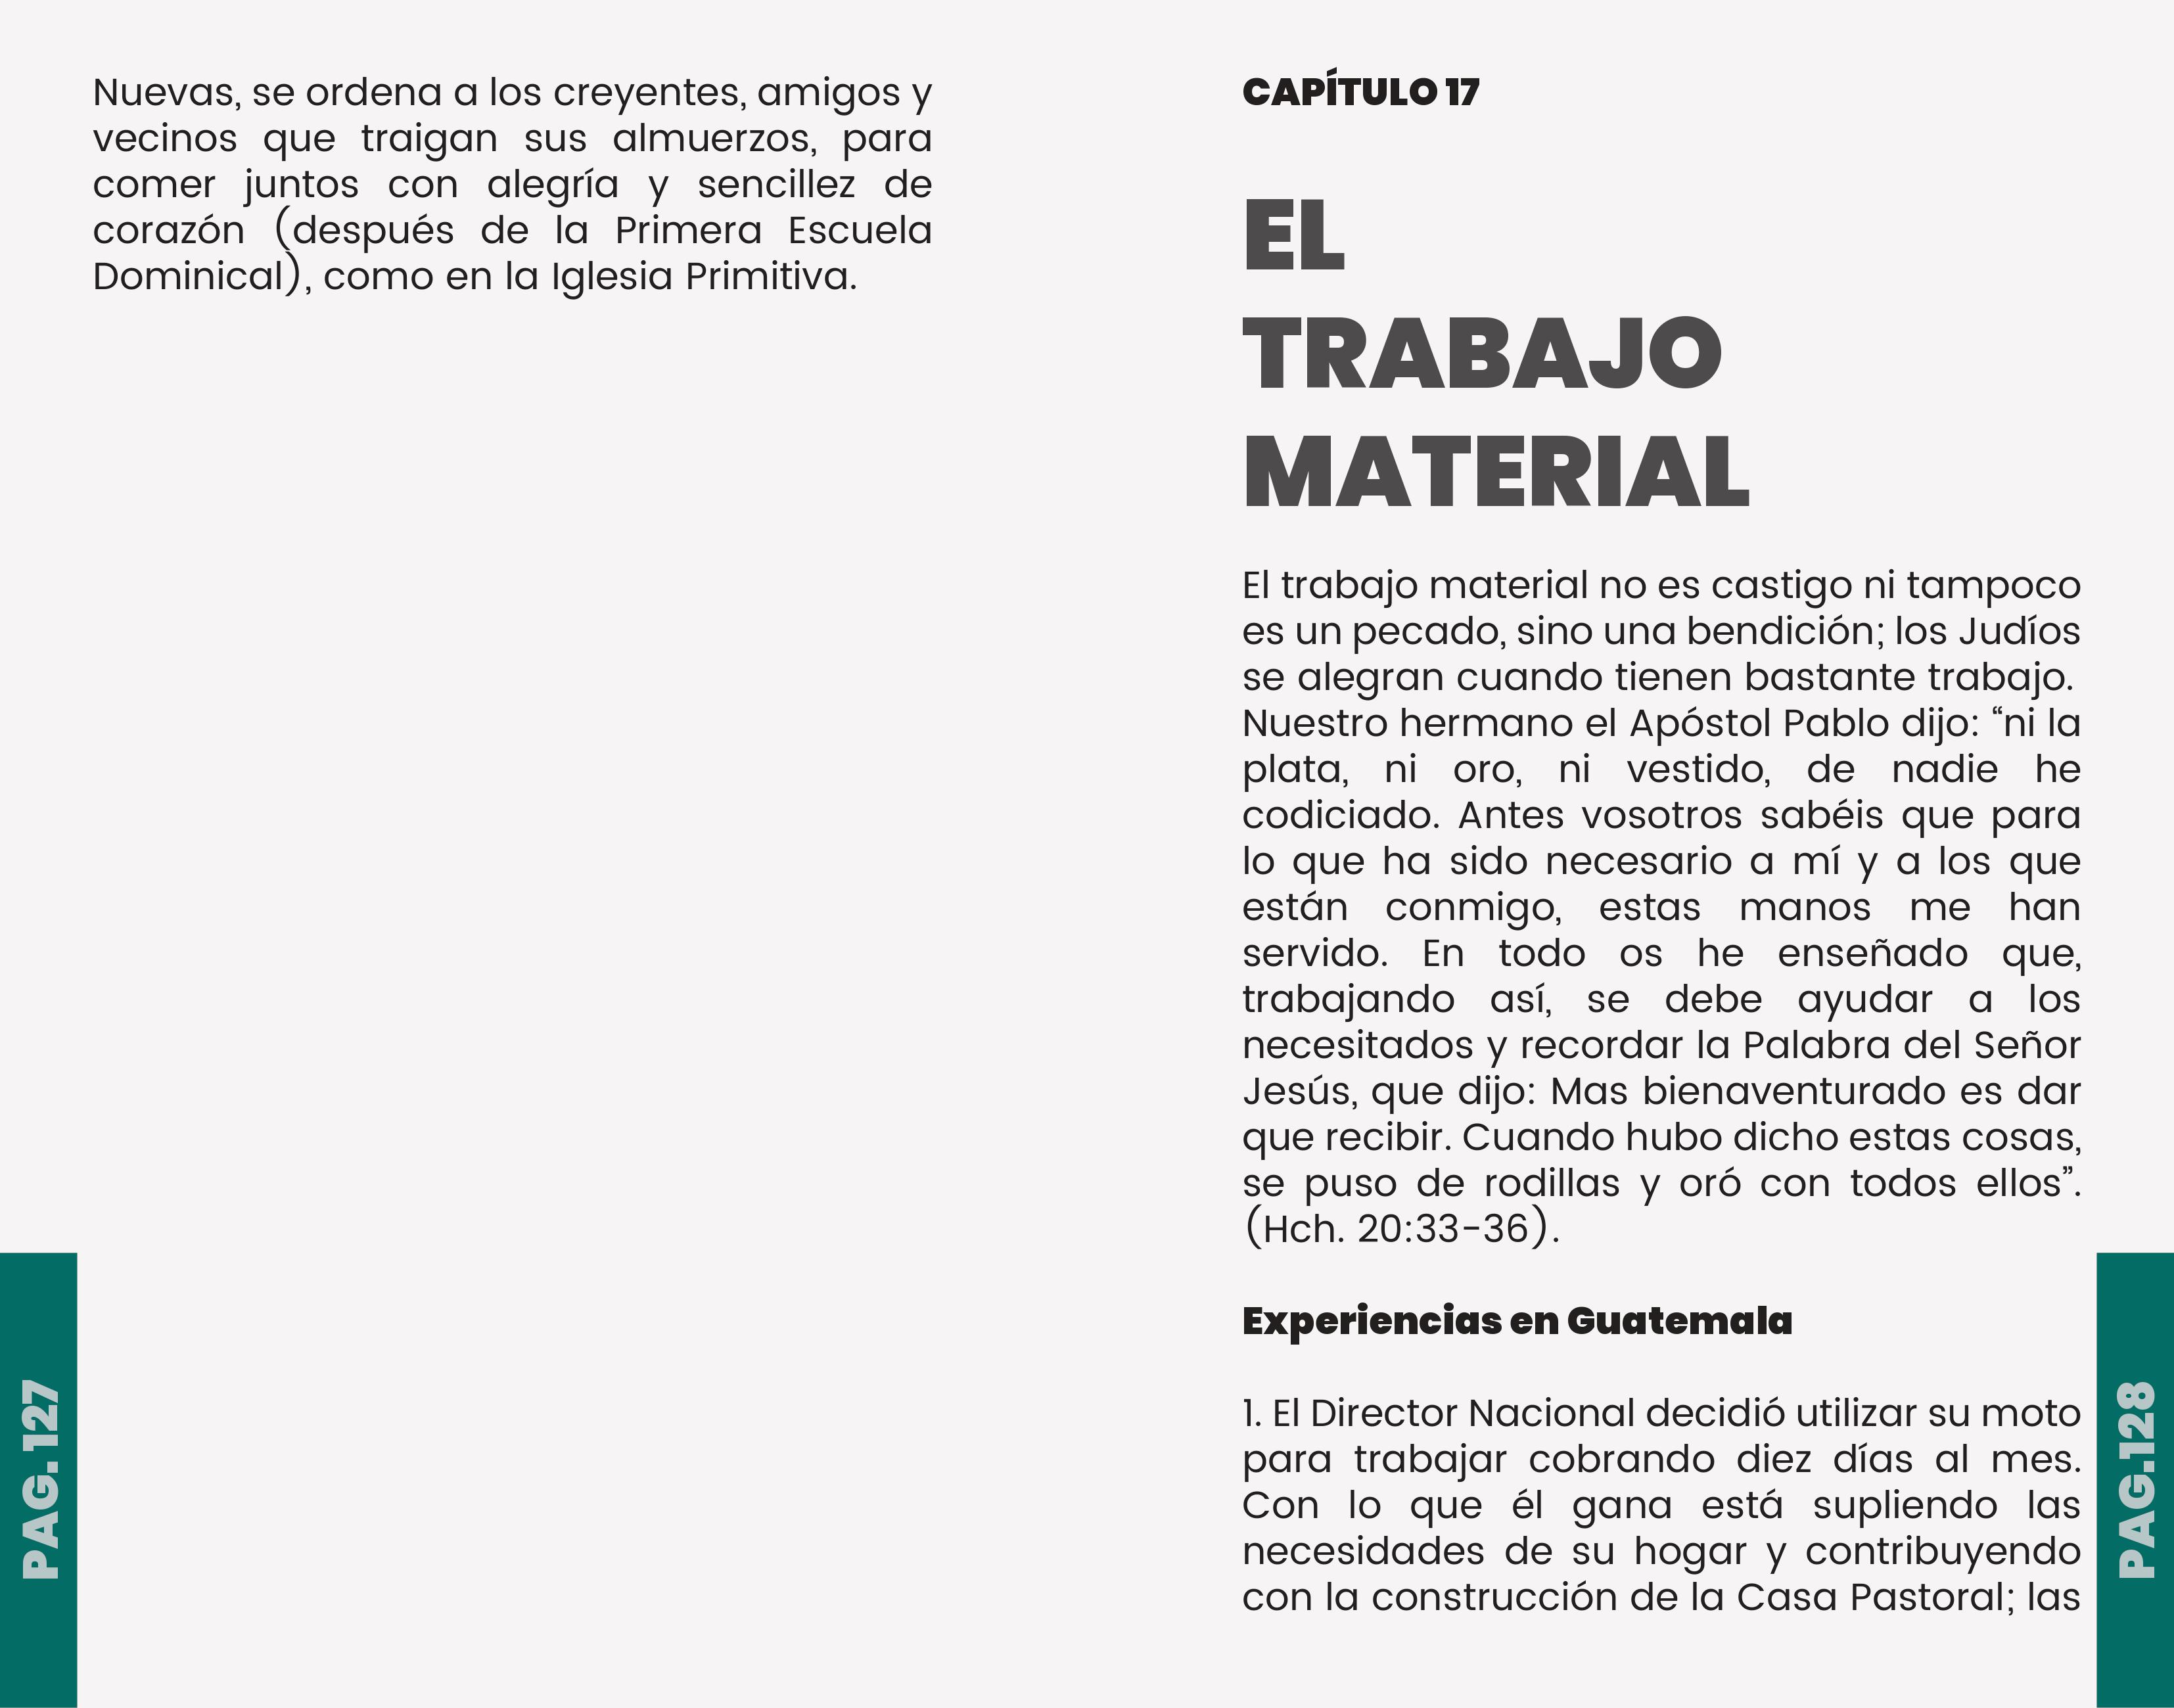 Nuevas, se ordena a los creyentes, amigos y
vecinos que traigan sus almuerzos, para
comer juntos con alegría y sencillez de
corazón (después de la Primera Escuela
Dominical), como en la Iglesia Primitiva.
PAG. 127
CAPÍTULO 17
EL
TRABAJO
MATERIAL
El trabajo material no es castigo ni tampoco
es un pecado, sino una bendición; los Judíos
se alegran cuando tienen bastante trabajo.
Nuestro hermano el Apóstol Pablo dijo: “ni la
plata, ni oro, ni vestido, de nadie he
codiciado. Antes vosotros sabéis que para
lo que ha sido necesario a mí y a los que
están conmigo, estas manos me han
servido. En todo os he enseñado que,
trabajando así, se debe ayudar a los
necesitados y recordar la Palabra del Señor
Jesús, que dijo: Mas bienaventurado es dar
que recibir. Cuando hubo dicho estas cosas,
se puso de rodillas y oró con todos ellos”.
(Hch. 20:33-36).
Experiencias en Guatemala
1. El Director Nacional decidió utilizar su moto
para trabajar cobrando diez días al mes.
Con lo que él gana está supliendo las
necesidades de su hogar y contribuyendo
con la construcción de la Casa Pastoral; las
PAG.128